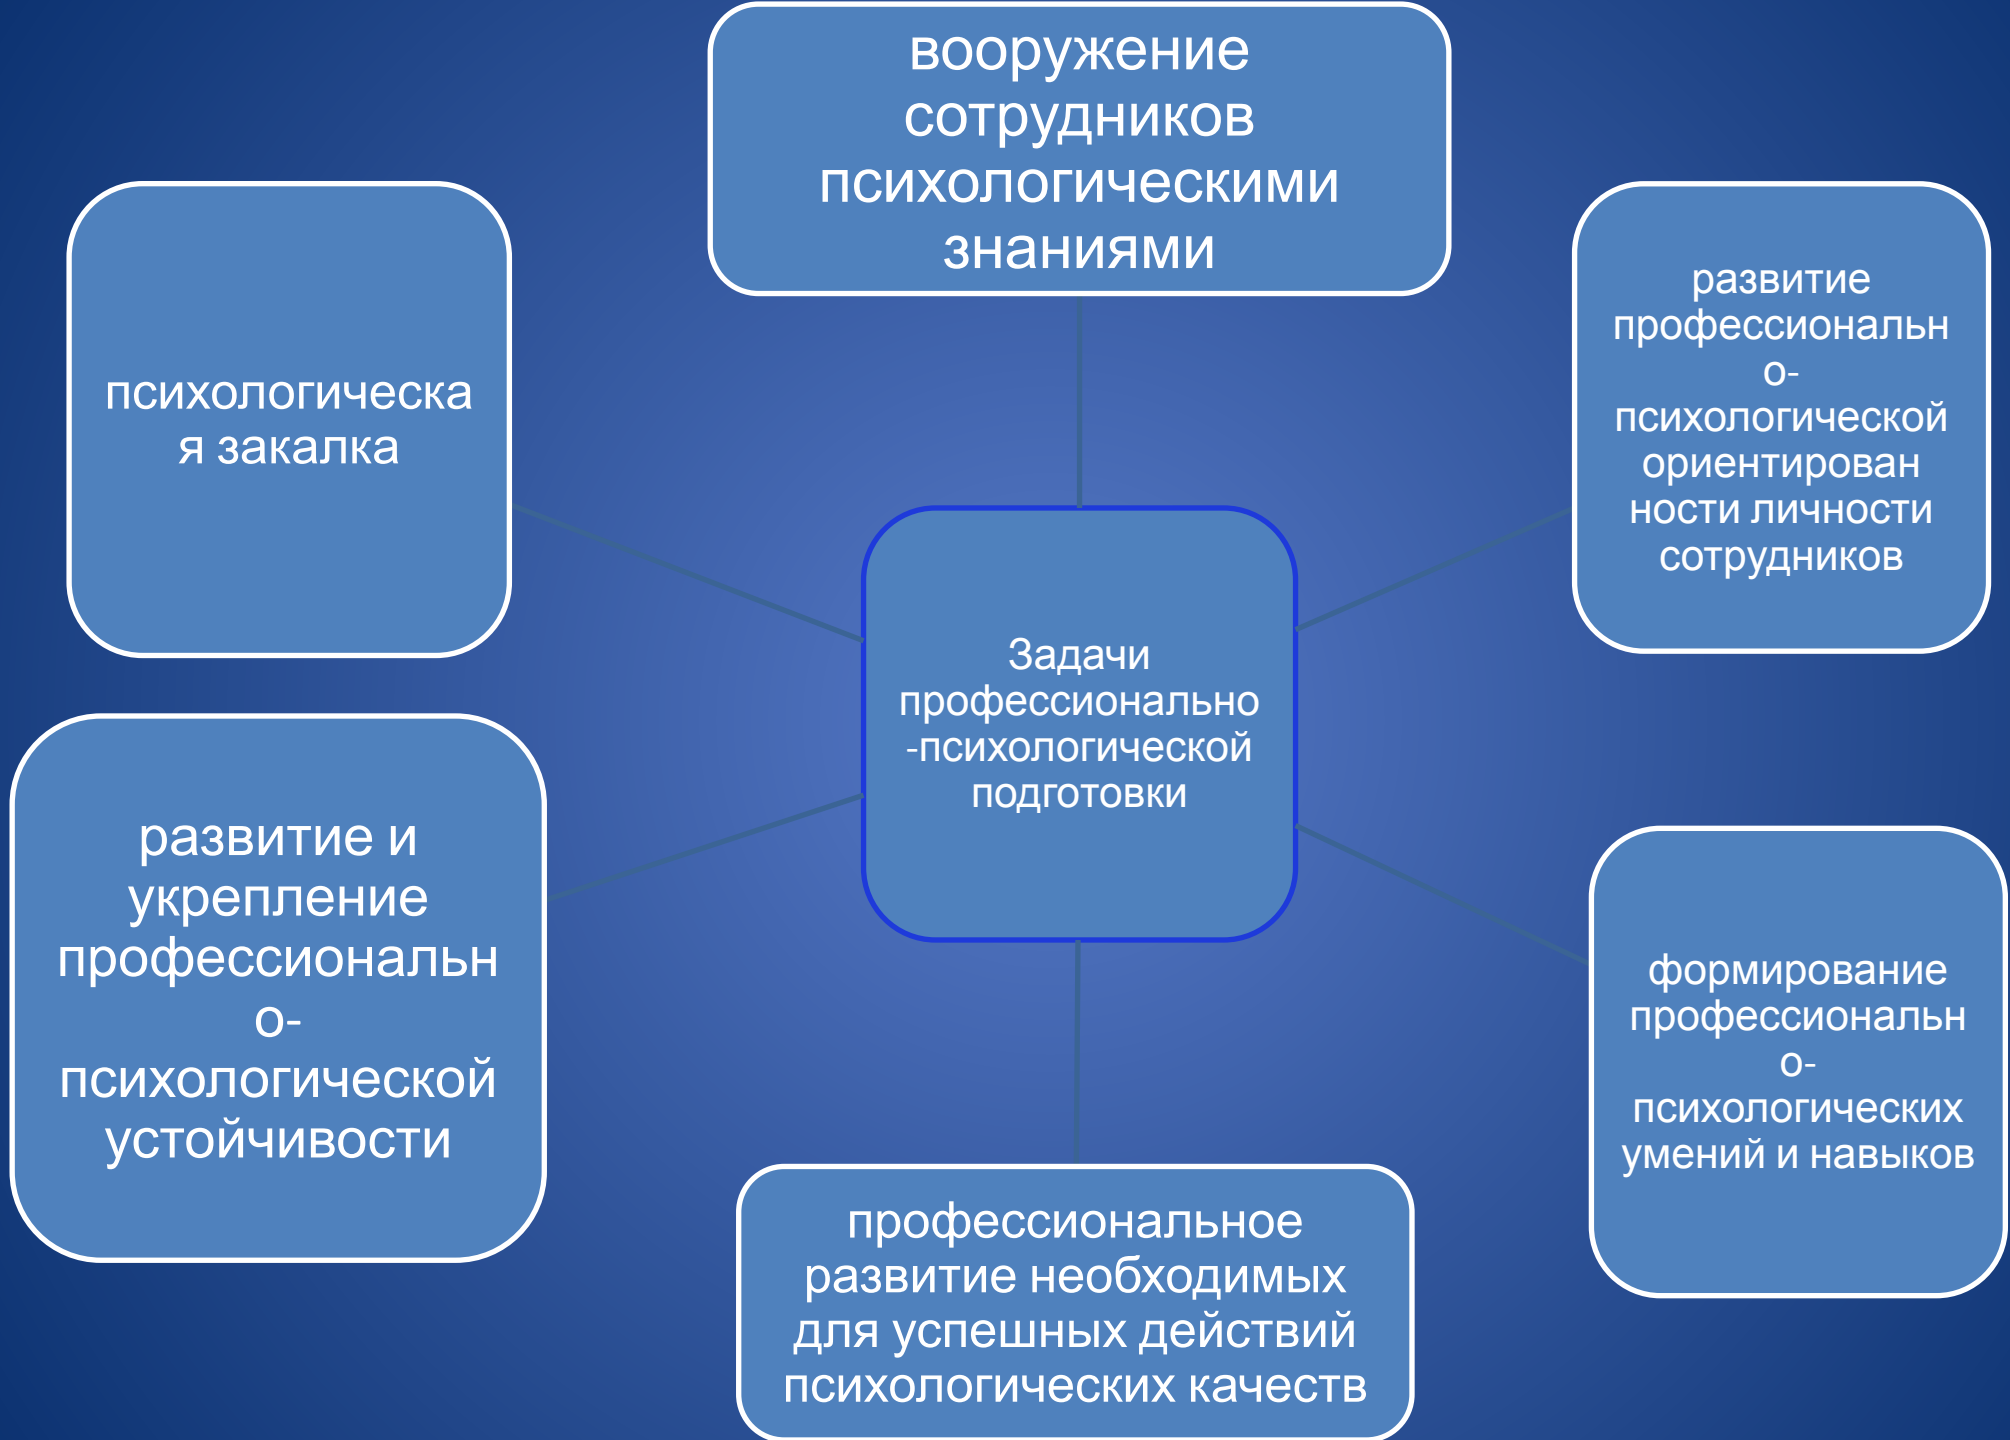 вооружение
сотрудников
психологическими
знаниями
развитие
профессиональн
о-
психологической
ориентирован
ности личности
сотрудников
формирование
профессиональн
о-
психологических
умений и навыков
профессиональное
развитие необходимых
для успешных действий
психологических качеств
развитие и
укрепление
профессиональн
о-
психологической
устойчивости
психологическа
я закалка
Задачи
профессионально
-психологической
подготовки